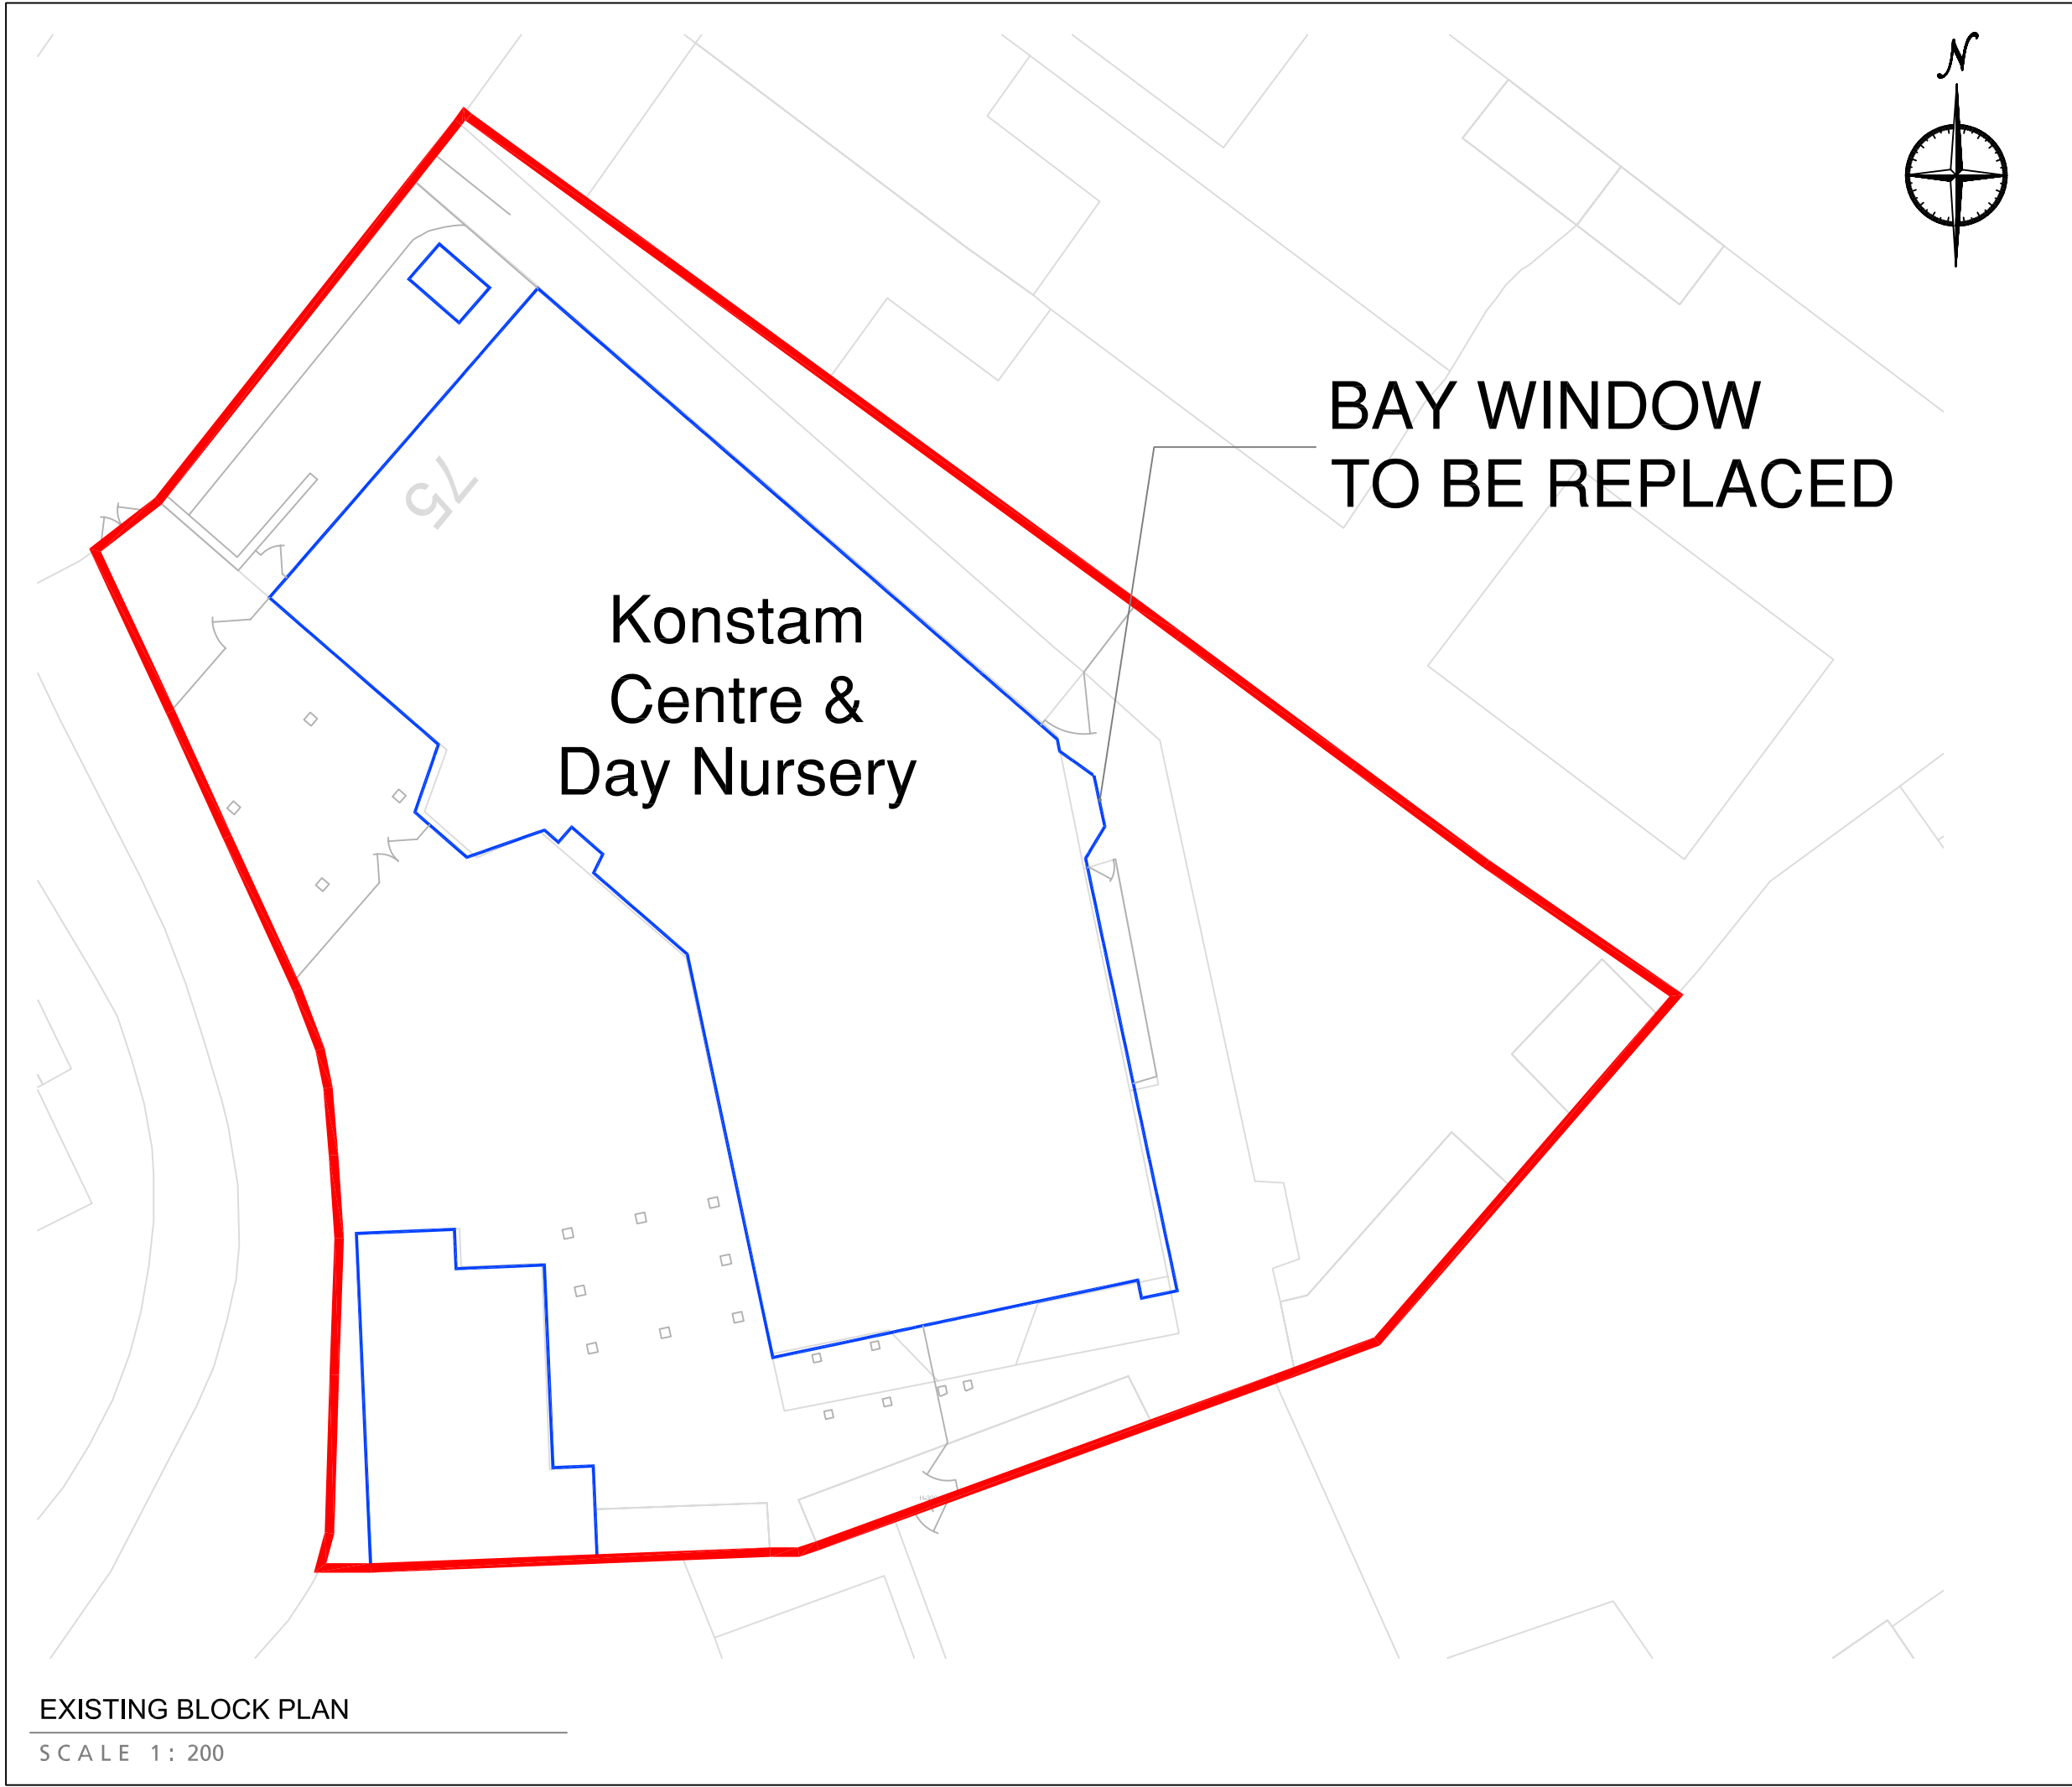 N
BAY WINDOW
TO BE REPLACED
75
Konstam
Centre &
Day Nursery
EXISTING BLOCK PLAN
SCALE 1: 200